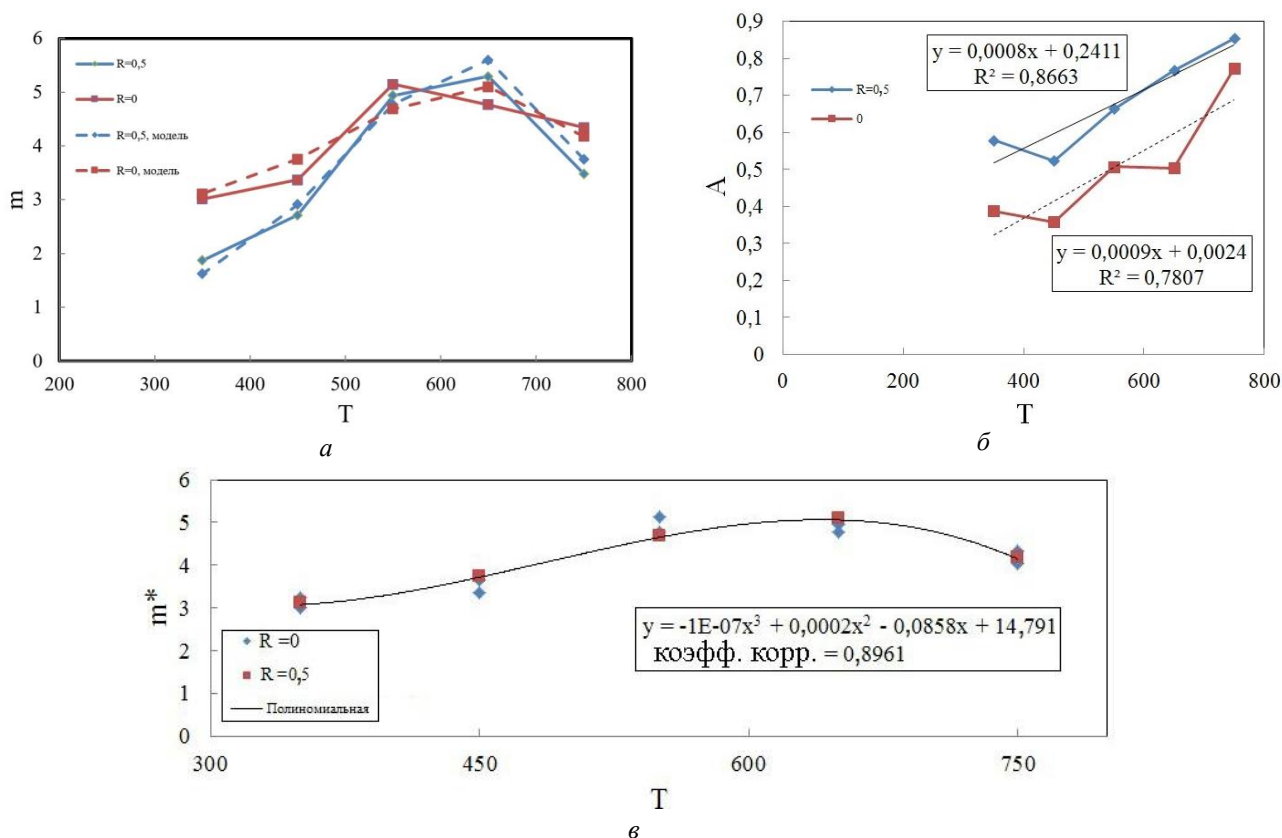 6
5
4
3
2
1
0
m
R=0,5
R=0
R=0,5, модель
R=0, модель
200 300 400 500 600 700 800
T
а
0,9
0,8
0,7
0,6
0,5
0,4
0,3
0,2
0,1
0
A
R=0,5
0
y = 0,0008x + 0,2411
R² = 0,8663
y = 0,0009x + 0,0024
R² = 0,7807
0 200 400 600 800
T
б
6
5
4
3
2
1
0
m*
R =0
R =0,5
Полиномиальная
y = -1E-07x³ + 0,0002x² - 0,0858x + 14,791
коэфф. корр. = 0,8961
300 450 600 750
T
в